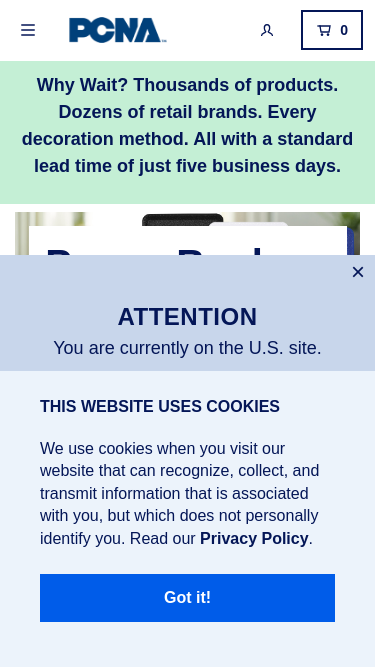 PCNA
0
Why Wait? Thousands of products.
Dozens of retail brands. Every
decoration method. All with a standard
lead time of just five business days.
ATTENTION
You are currently on the U.S. site.
THIS WEBSITE USES COOKIES
We use cookies when you visit our
website that can recognize, collect, and
transmit information that is associated
with you, but which does not personally
identify you. Read our Privacy Policy.
Got it!